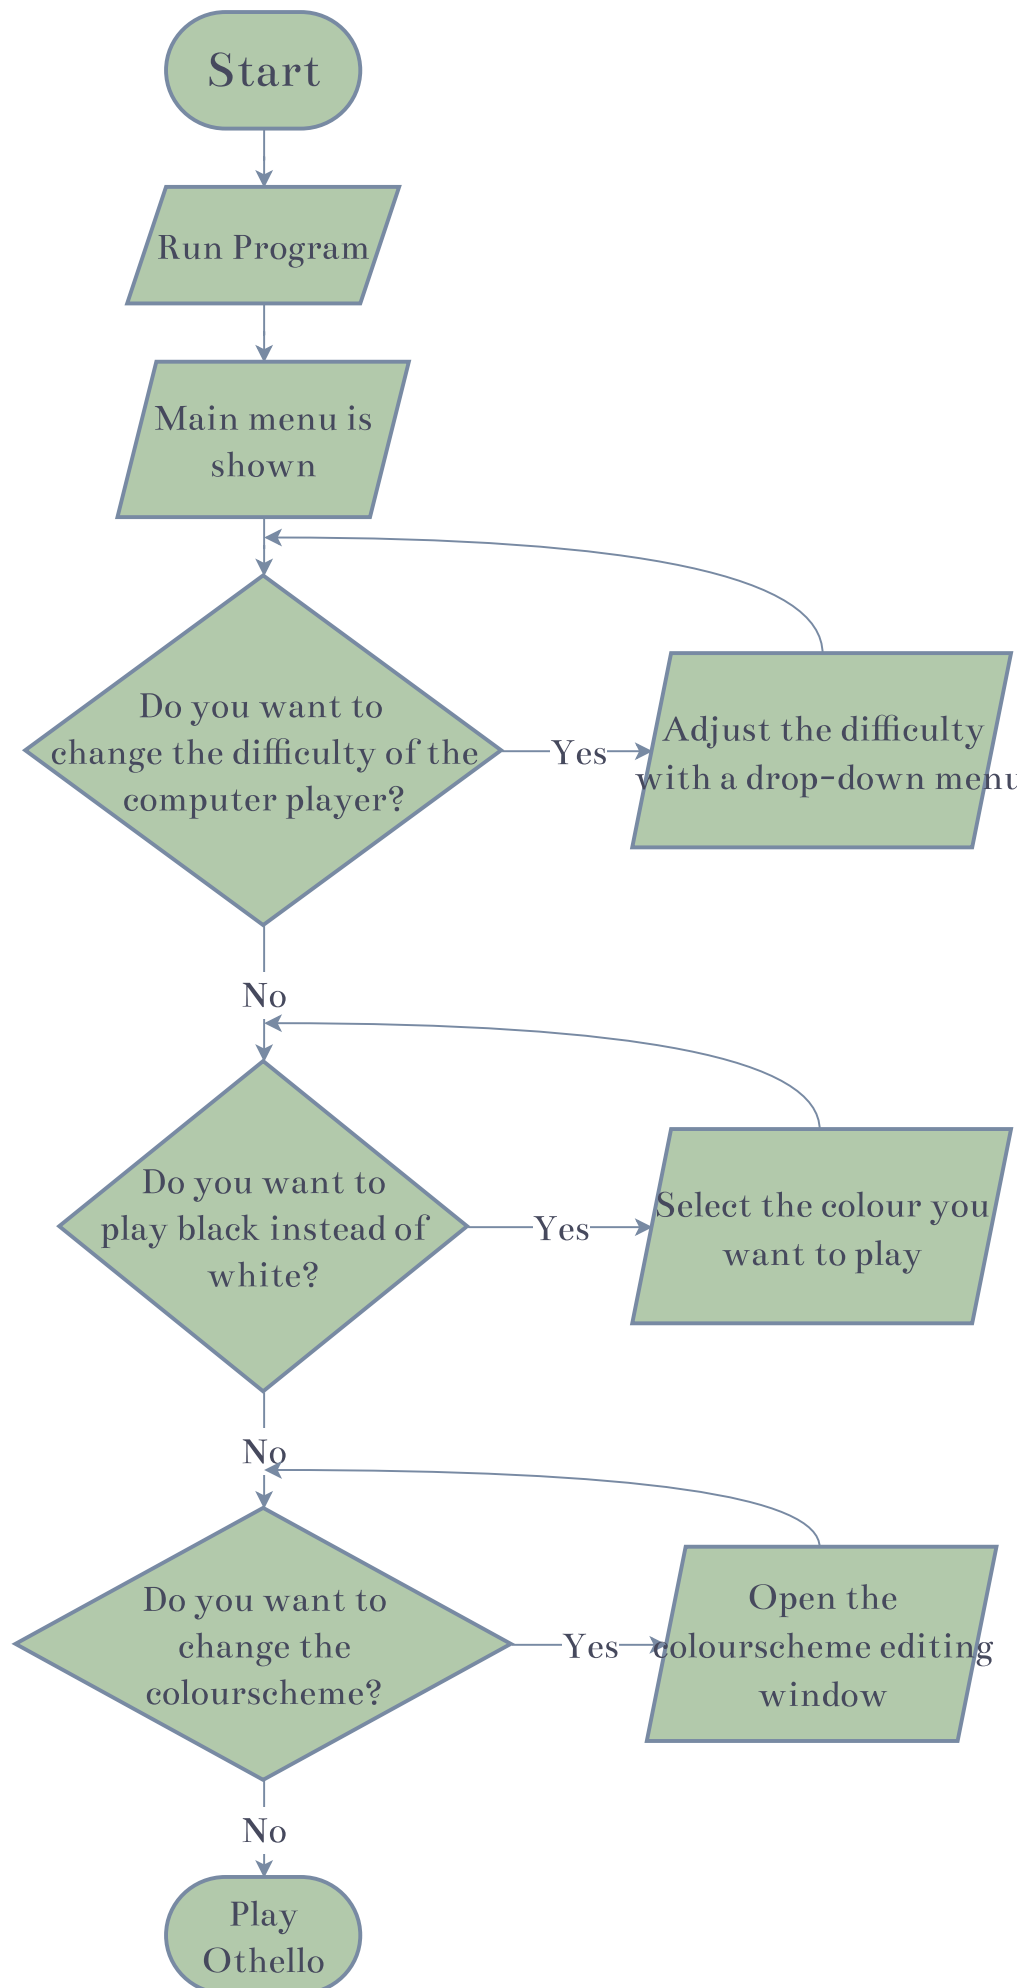 Start
Run Program
Main menu is
shown
Do you want to
change the difficulty of the
computer player?
Yes
Adjust the difficulty
with a drop-down menu
No
Do you want to
play black instead of
white?
Yes
Select the colour you
want to play
No
Do you want to
change the
colourscheme?
Yes
Open the
colourscheme editing
window
No
Play
Othello